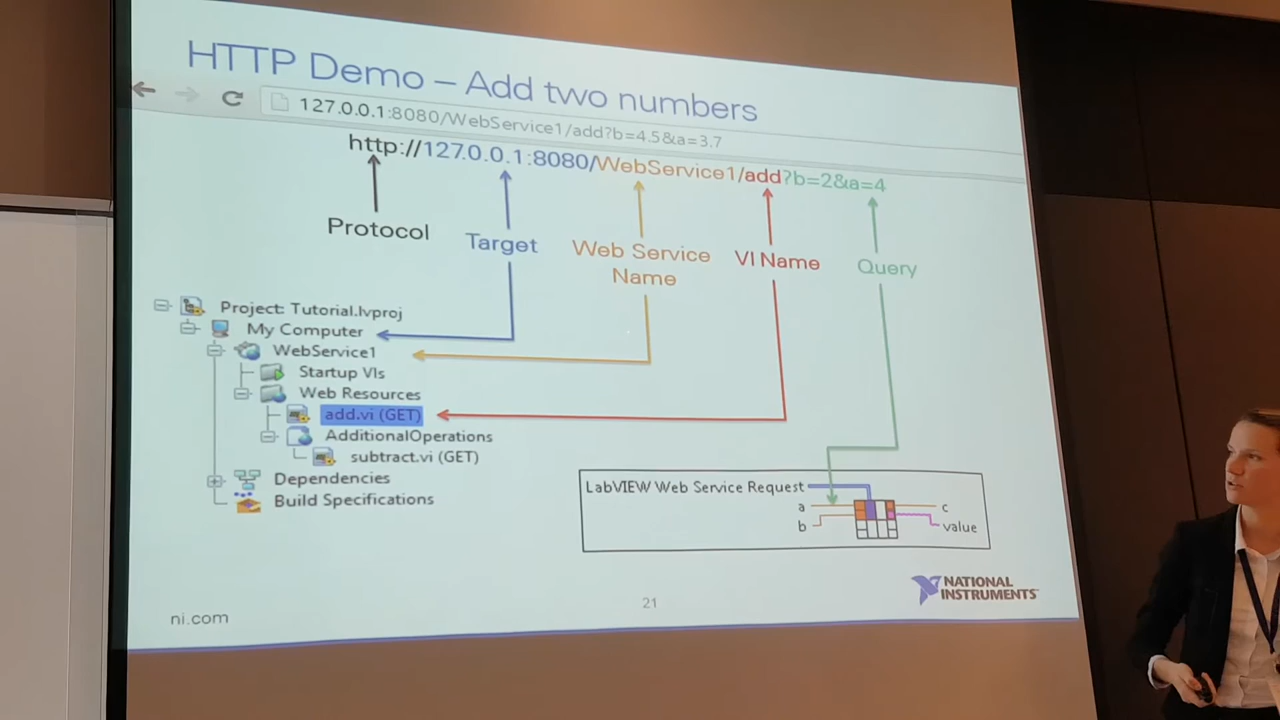 HTTP Demo – Add two numbers
127.0.0.1:8080/WebService1/add?b=4.5&a=3.7
http://127.0.0.1:8080/WebService1/add?b=2&a=4
Protocol
Target
Web Service
Name
VI Name
Query
Project: Tutorial.lvproj
My Computer
WebService1
Startup VIs
Web Resources
add.vi (GET)
AdditionalOperations
subtract.vi (GET)
Dependencies
Build Specifications
LabVIEW Web Service Request
a
b
c
value
ni.com
21
NATIONAL
INSTRUMENTS